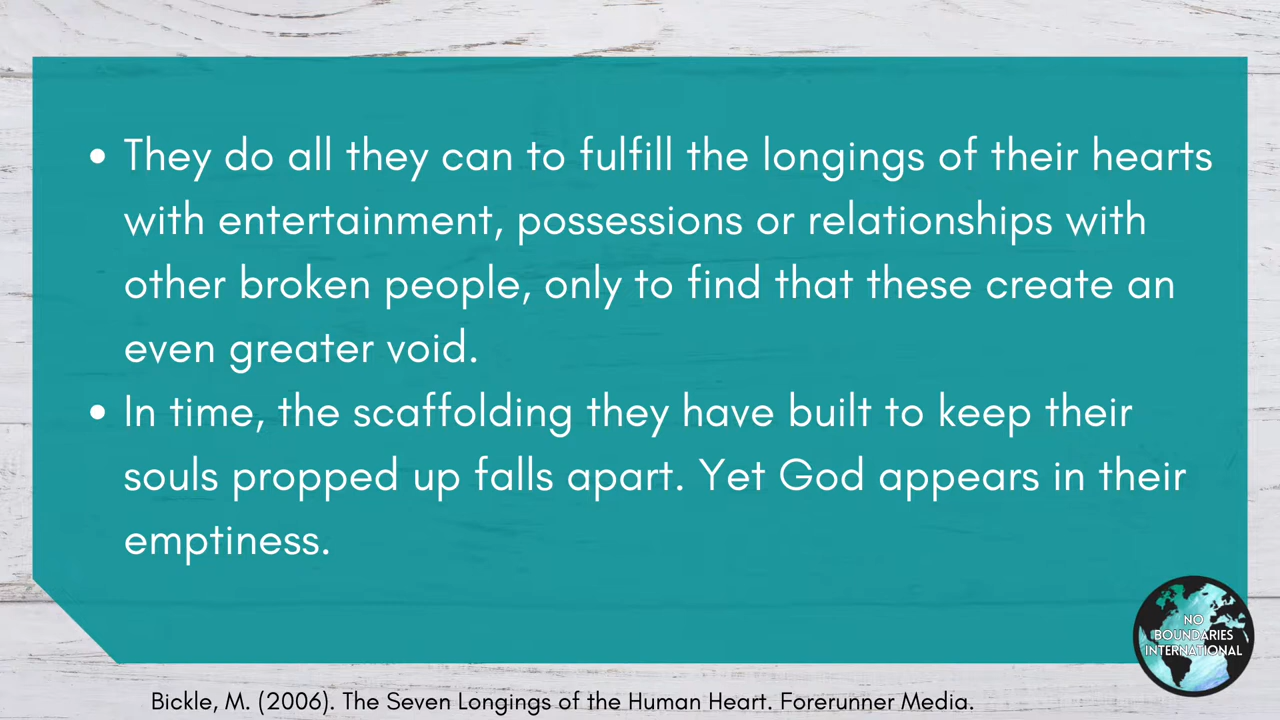 • They do all they can to fulfill the longings of their hearts
with entertainment, possessions or relationships with
other broken people, only to find that these create an
even greater void.
• In time, the scaffolding they have built to keep their
souls propped up falls apart. Yet God appears in their
emptiness.
NO
BOUNDARIES
INTERNATIONAL
Bickle, M. (2006). The Seven Longings of the Human Heart. Forerunner Media.